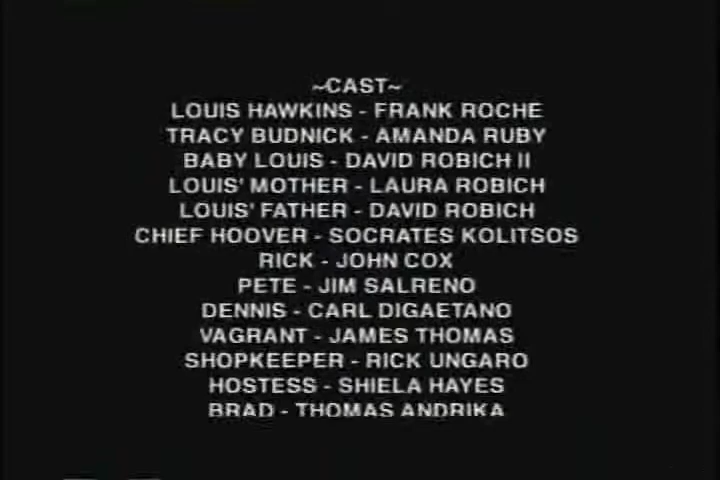 ~CAST~
LOUIS HAWKINS - FRANK ROCHE
TRACY BUDNICK - AMANDA RUBY
BABY LOUIS - DAVID ROBICH II
LOUIS' MOTHER - LAURA ROBICH
LOUIS' FATHER - DAVID ROBICH
CHIEF HOOVER - SOCRATES KOLITSOS
RICK - JOHN COX
PETE - JIM SALRENO
DENNIS - CARL DIGAETANO
VAGRANT - JAMES THOMAS
SHOPKEEPER - RICK UNGARO
HOSTESS - SHIELA HAYES
BRAD - THOMAS ANDRIKA